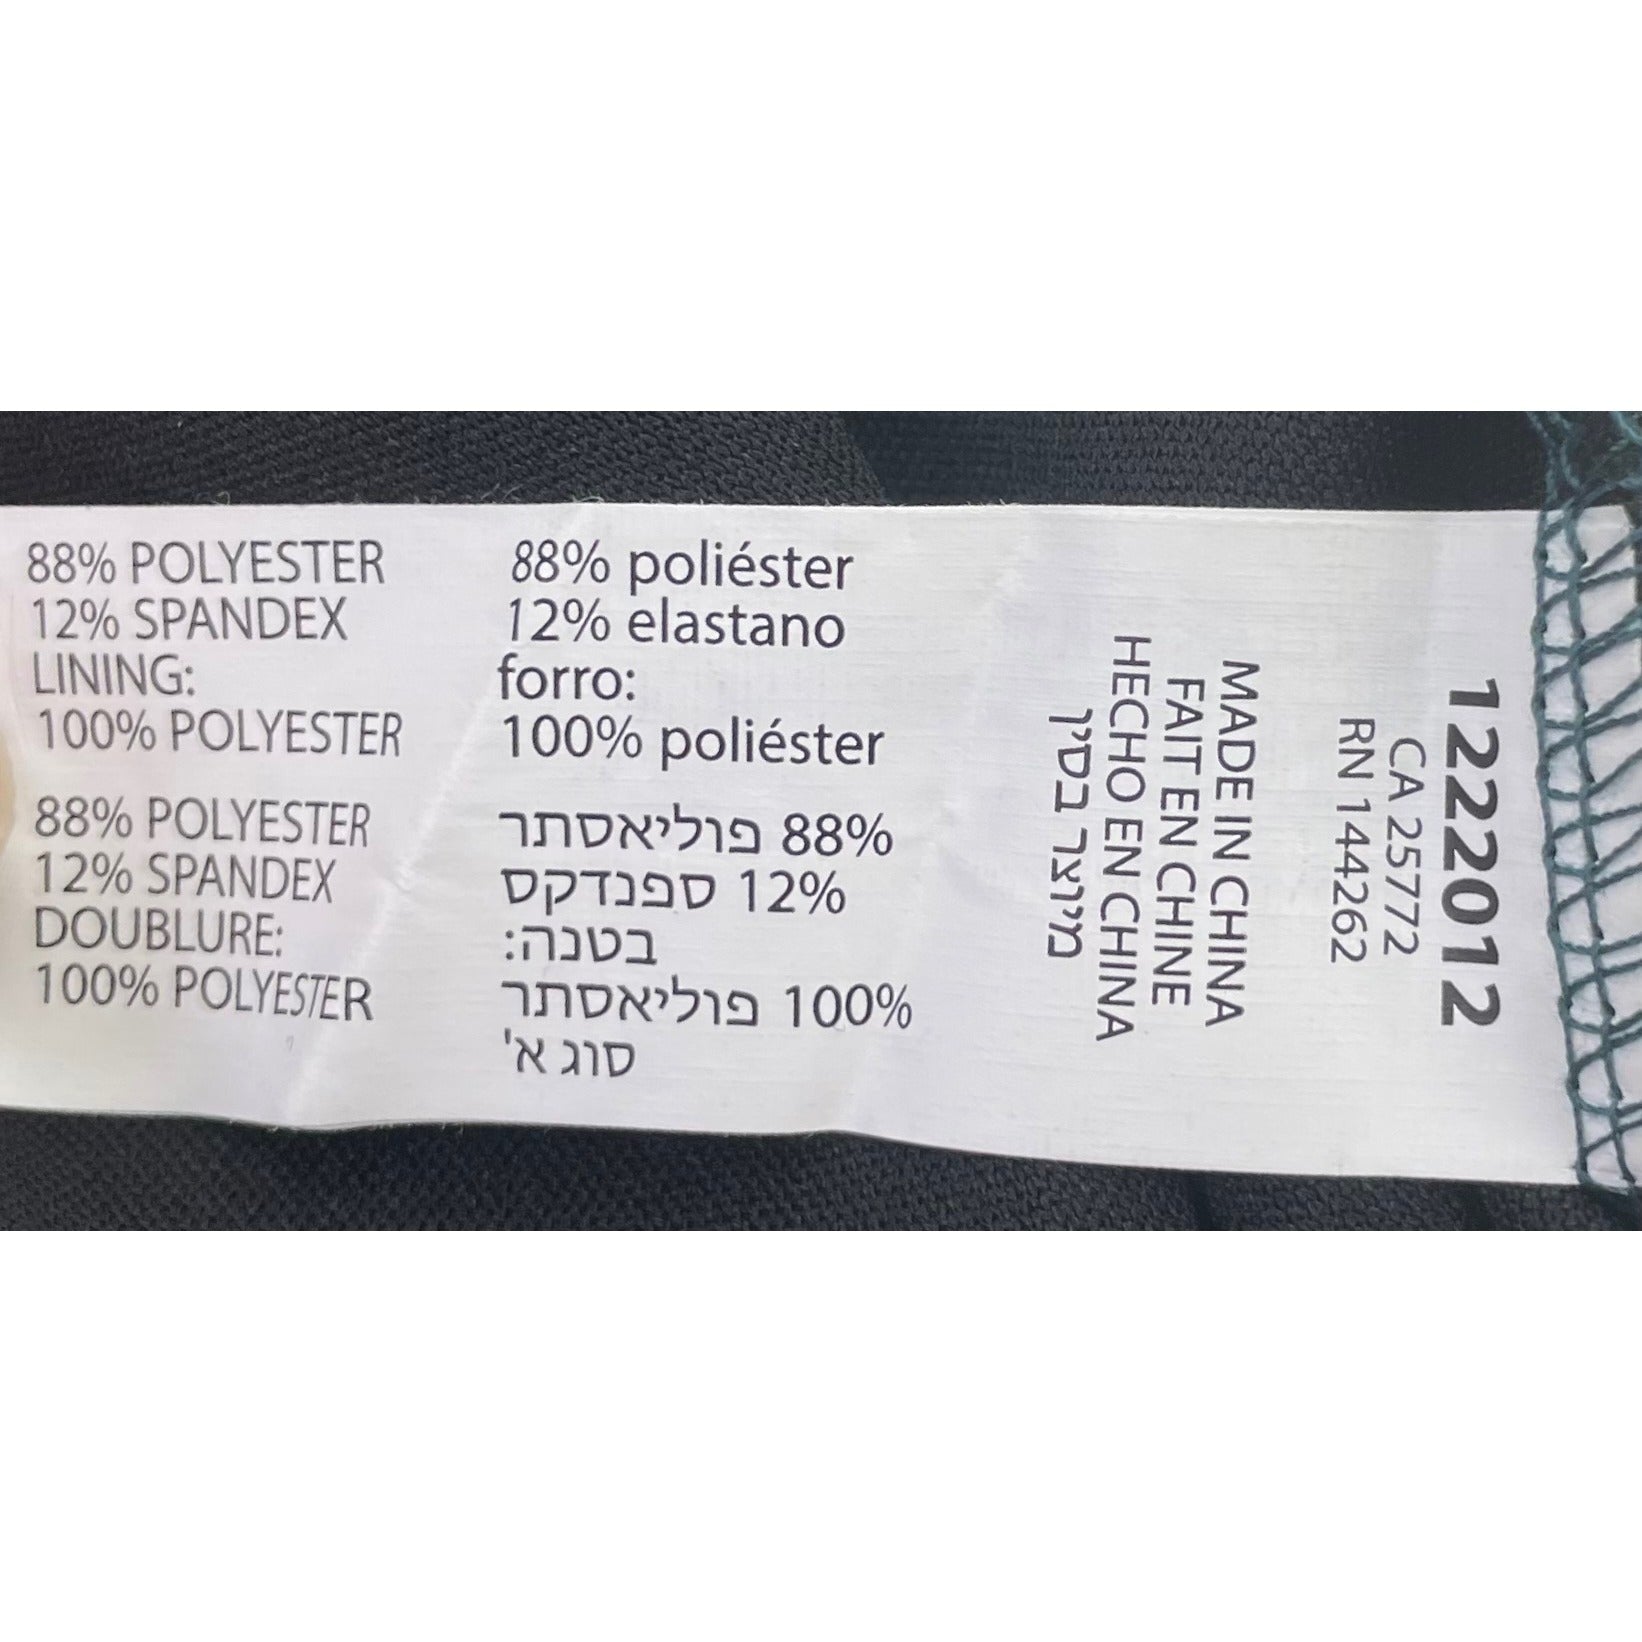 88% POLYESTER
12% SPANDEX
LINING:
100% POLYESTER
88% POLYESTER
12% SPANDEX
DOUBLURE:
100% POLYESTER
88% poliéster
12% elastano
forro:
100% poliéster
88% פוליאסתר
12% ספנדקס
בטנה:
100% פוליאסתר
סוג א'
1222012
CA 25772
RN 144262
MADE IN CHINA
FAIT EN CHINE
HECHO EN CHINA
מיוצר בסין